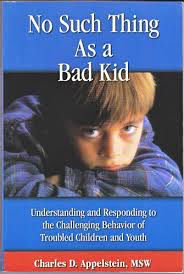 No Such Thing
As a
Bad Kid
Understanding and Responding to
the Challenging Behavior of
Troubled Children and Youth
Charles D. Appelstein, MSW